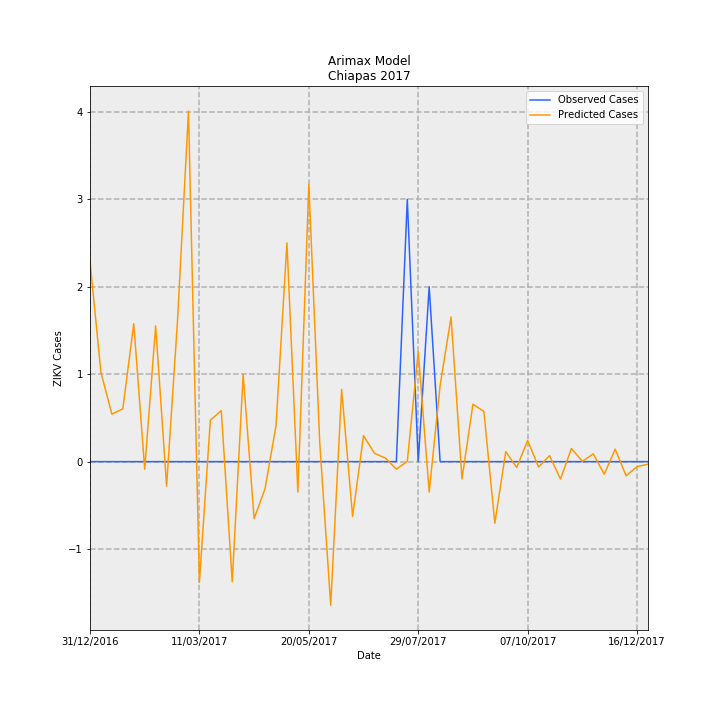 Arimax Model
Chiapas 2017
Observed Cases
Predicted Cases
4
3
2
1
0
−1
ZIKV Cases
31/12/2016 11/03/2017 20/05/2017 29/07/2017 07/10/2017 16/12/2017
Date